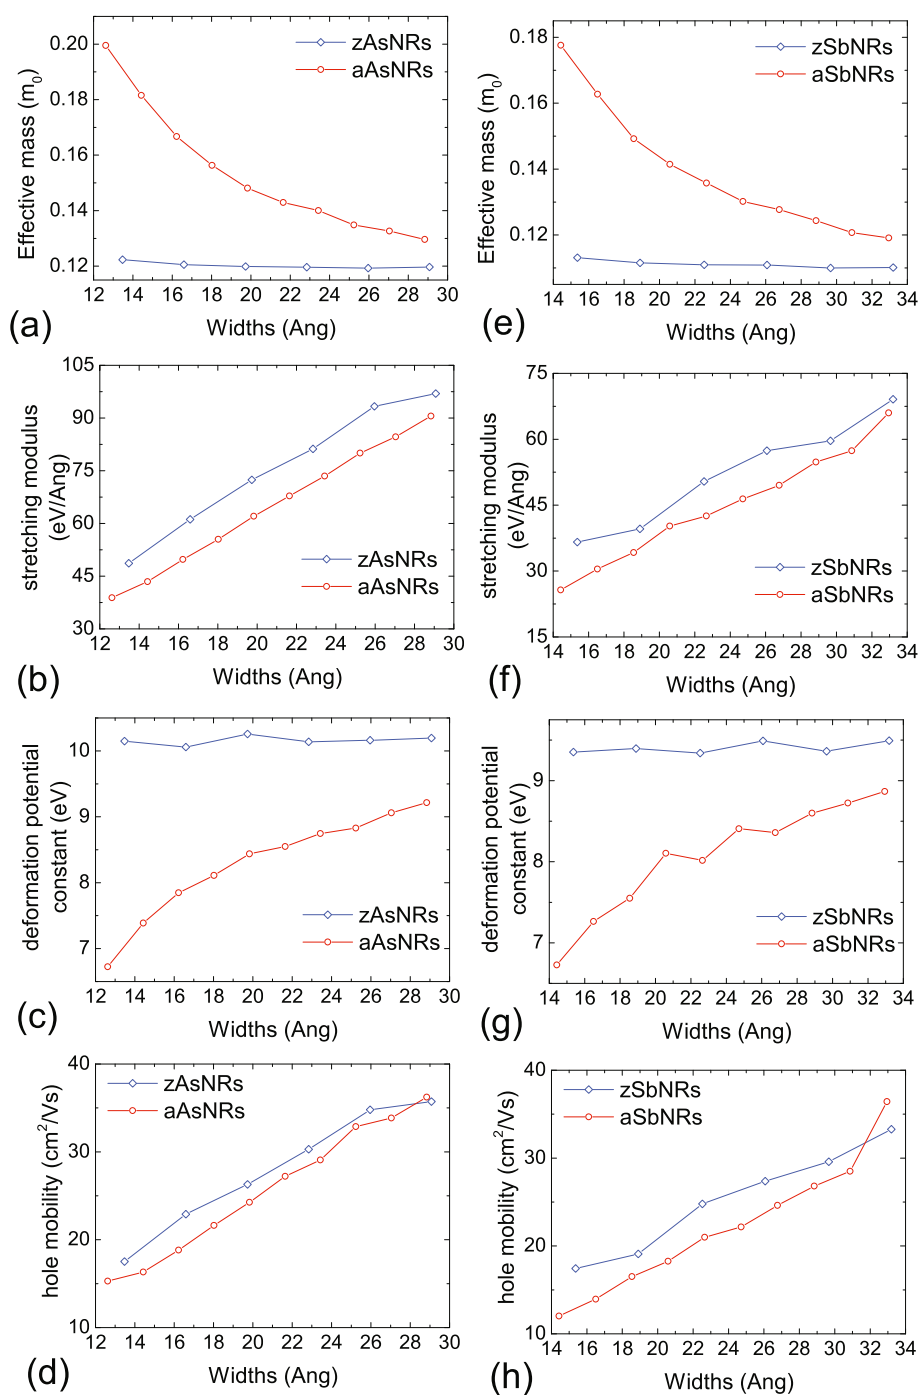 0.20
0.18
0.16
0.14
0.12
Effective mass (m0)
zAsNRs
aAsNRs
12 14 16 18 20 22 24 26 28 30
Widths (Ang)
(a)
0.18
0.16
0.14
0.12
Effective mass (m0)
zSbNRs
aSbNRs
14 16 18 20 22 24 26 28 30 32 34
Widths (Ang)
(e)
105
90
75
60
45
30
stretching modulus
(eV/Ang)
zAsNRs
aAsNRs
12 14 16 18 20 22 24 26 28 30
Widths (Ang)
(b)
75
60
45
30
15
stretching modulus
(eV/Ang)
zSbNRs
aSbNRs
14 16 18 20 22 24 26 28 30 32 34
Widths (Ang)
(f)
10
9
8
7
deformation potential
constant (eV)
zAsNRs
aAsNRs
12 14 16 18 20 22 24 26 28 30
Widths (Ang)
(c)
9
8
7
deformation potential
constant (eV)
zSbNRs
aSbNRs
14 16 18 20 22 24 26 28 30 32 34
Widths (Ang)
(g)
40
30
20
10
hole mobility (cm²/Vs)
zAsNRs
aAsNRs
12 14 16 18 20 22 24 26 28 30
Widths (Ang)
(d)
40
30
20
10
hole mobility (cm²/Vs)
zSbNRs
aSbNRs
14 16 18 20 22 24 26 28 30 32 34
Widths (Ang)
(h)